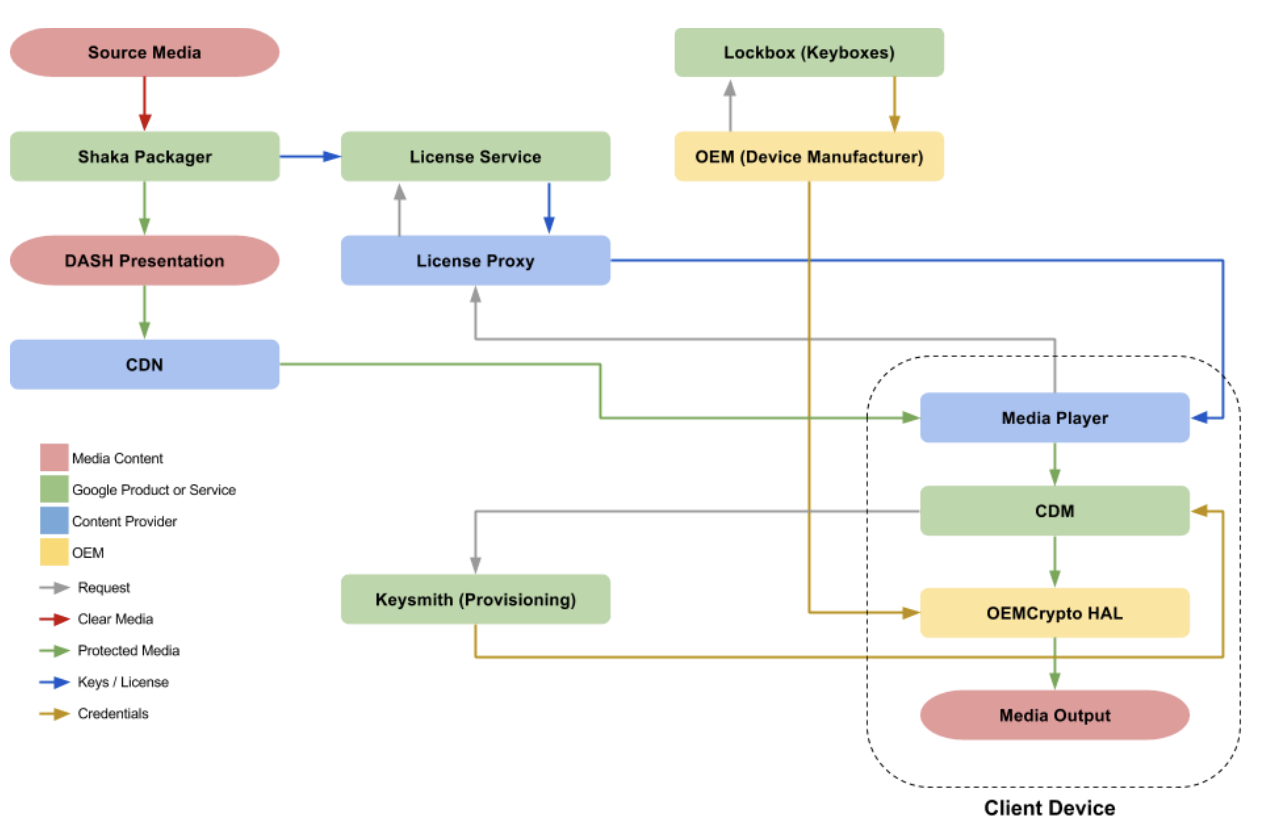 Source Media
Lockbox (Keyboxes)
Shaka Packager
License Service
OEM (Device Manufacturer)
DASH Presentation
License Proxy
CDN
Media Player
Media Content
Google Product or Service
Content Provider
OEM
Request
Clear Media
Protected Media
Keys / License
Credentials
CDM
Keysmith (Provisioning)
OEMCrypto HAL
Media Output
Client Device